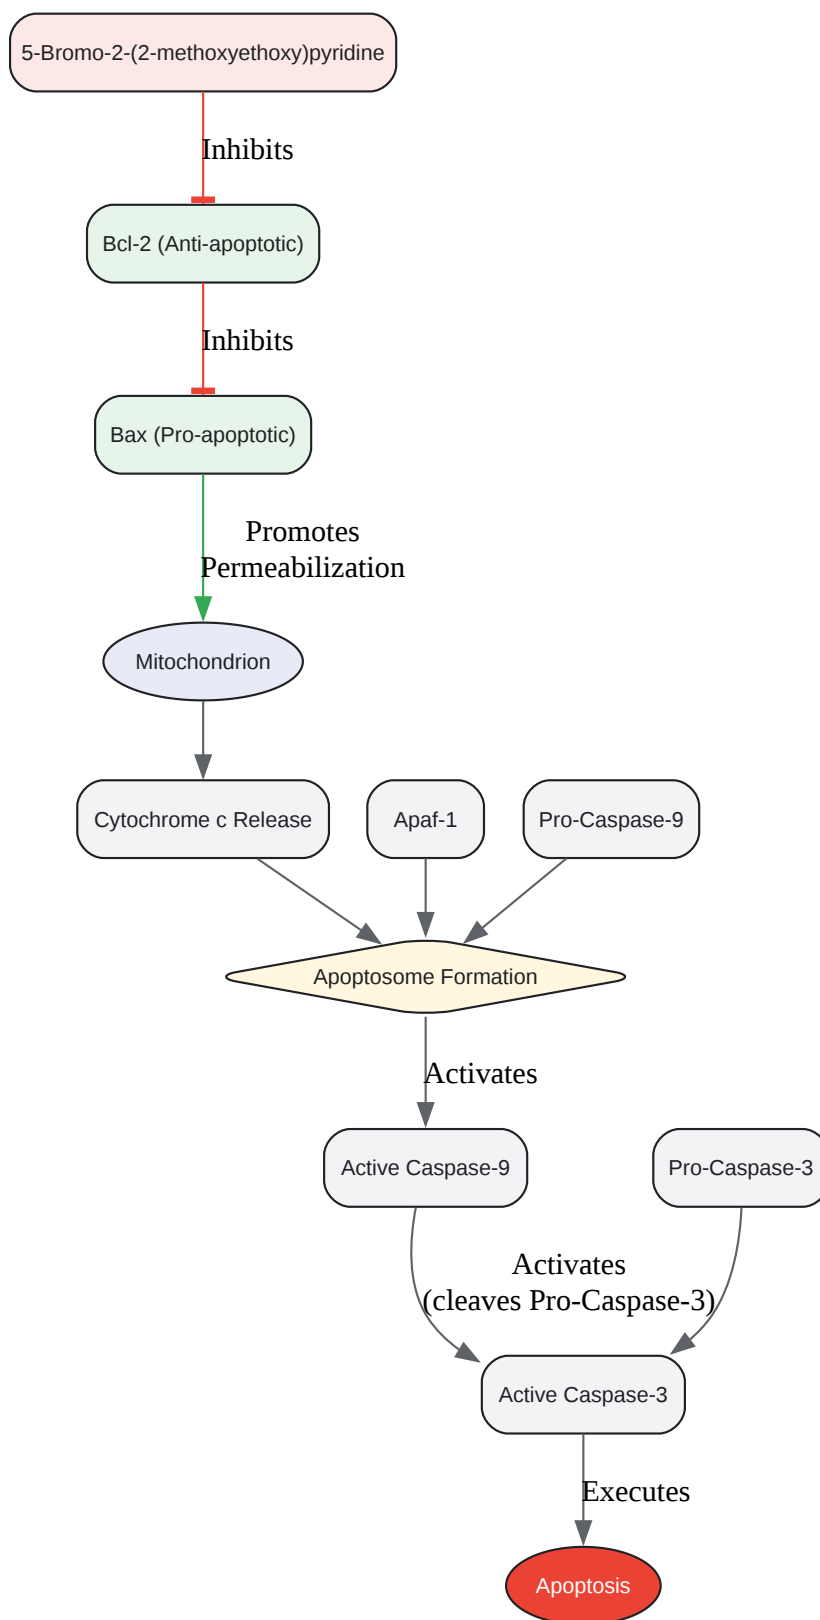 5-Bromo-2-(2-methoxyethoxy)pyridine
Inhibits
Bcl-2 (Anti-apoptotic)
Inhibits
Bax (Pro-apoptotic)
Promotes
Permeabilization
Mitochondrion
Cytochrome c Release
Apaf-1
Pro-Caspase-9
Apoptosome Formation
Activates
Active Caspase-9
Pro-Caspase-3
Activates
(cleaves Pro-Caspase-3)
Active Caspase-3
Executes
Apoptosis